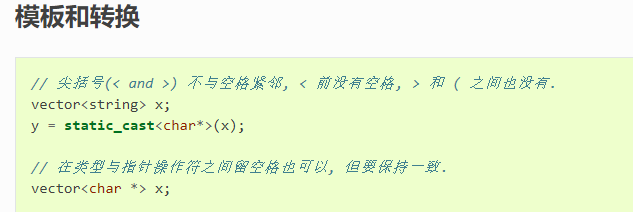 模板和转换
// 尖括号(< and >) 不与空格紧邻, < 前没有空格, > 和 ( 之间也没有.
vector<string> x;
y = static_cast<char*>(x);
// 在类型与指针操作符之间留空格也可以, 但要保持一致.
vector<char *> x;